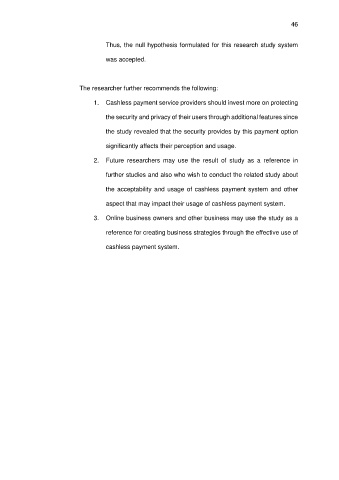 46
Thus, the null hypothesis formulated for this research study system
was accepted.
The researcher further recommends the following:
1. Cashless payment service providers should invest more on protecting
the security and privacy of their users through additional features since
the study revealed that the security provides by this payment option
significantly affects their perception and usage.
2. Future researchers may use the result of study as a reference in
further studies and also who wish to conduct the related study about
the acceptability and usage of cashless payment system and other
aspect that may impact their usage of cashless payment system.
3. Online business owners and other business may use the study as a
reference for creating business strategies through the effective use of
cashless payment system.